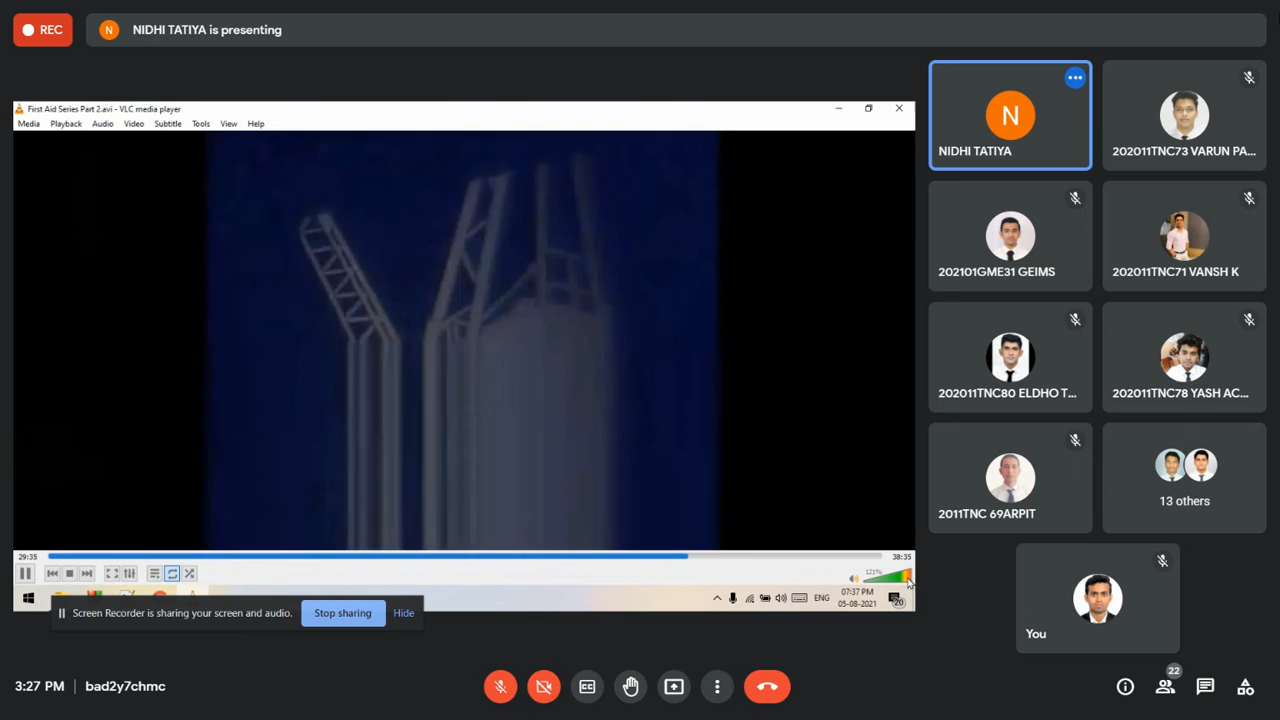 REC
N
NIDHI TATIYA is presenting
First Aid Series Part 2.avi - VLC media player
Media Playback Audio Video Subtitle Tools View Help
29:35
38:35
121%
ENG
07:37 PM
05-08-2021
20
Screen Recorder is sharing your screen and audio.
Stop sharing
Hide
N
NIDHI TATIYA
202011TNC73 VARUN PA...
202101GME31 GEIMS
202011TNC71 VANSH K
202011TNC80 ELDHO T...
202011TNC78 YASH AC...
2011TNC 69ARPIT
13 others
You
3:27 PM | bad2y7chmc
CC
22